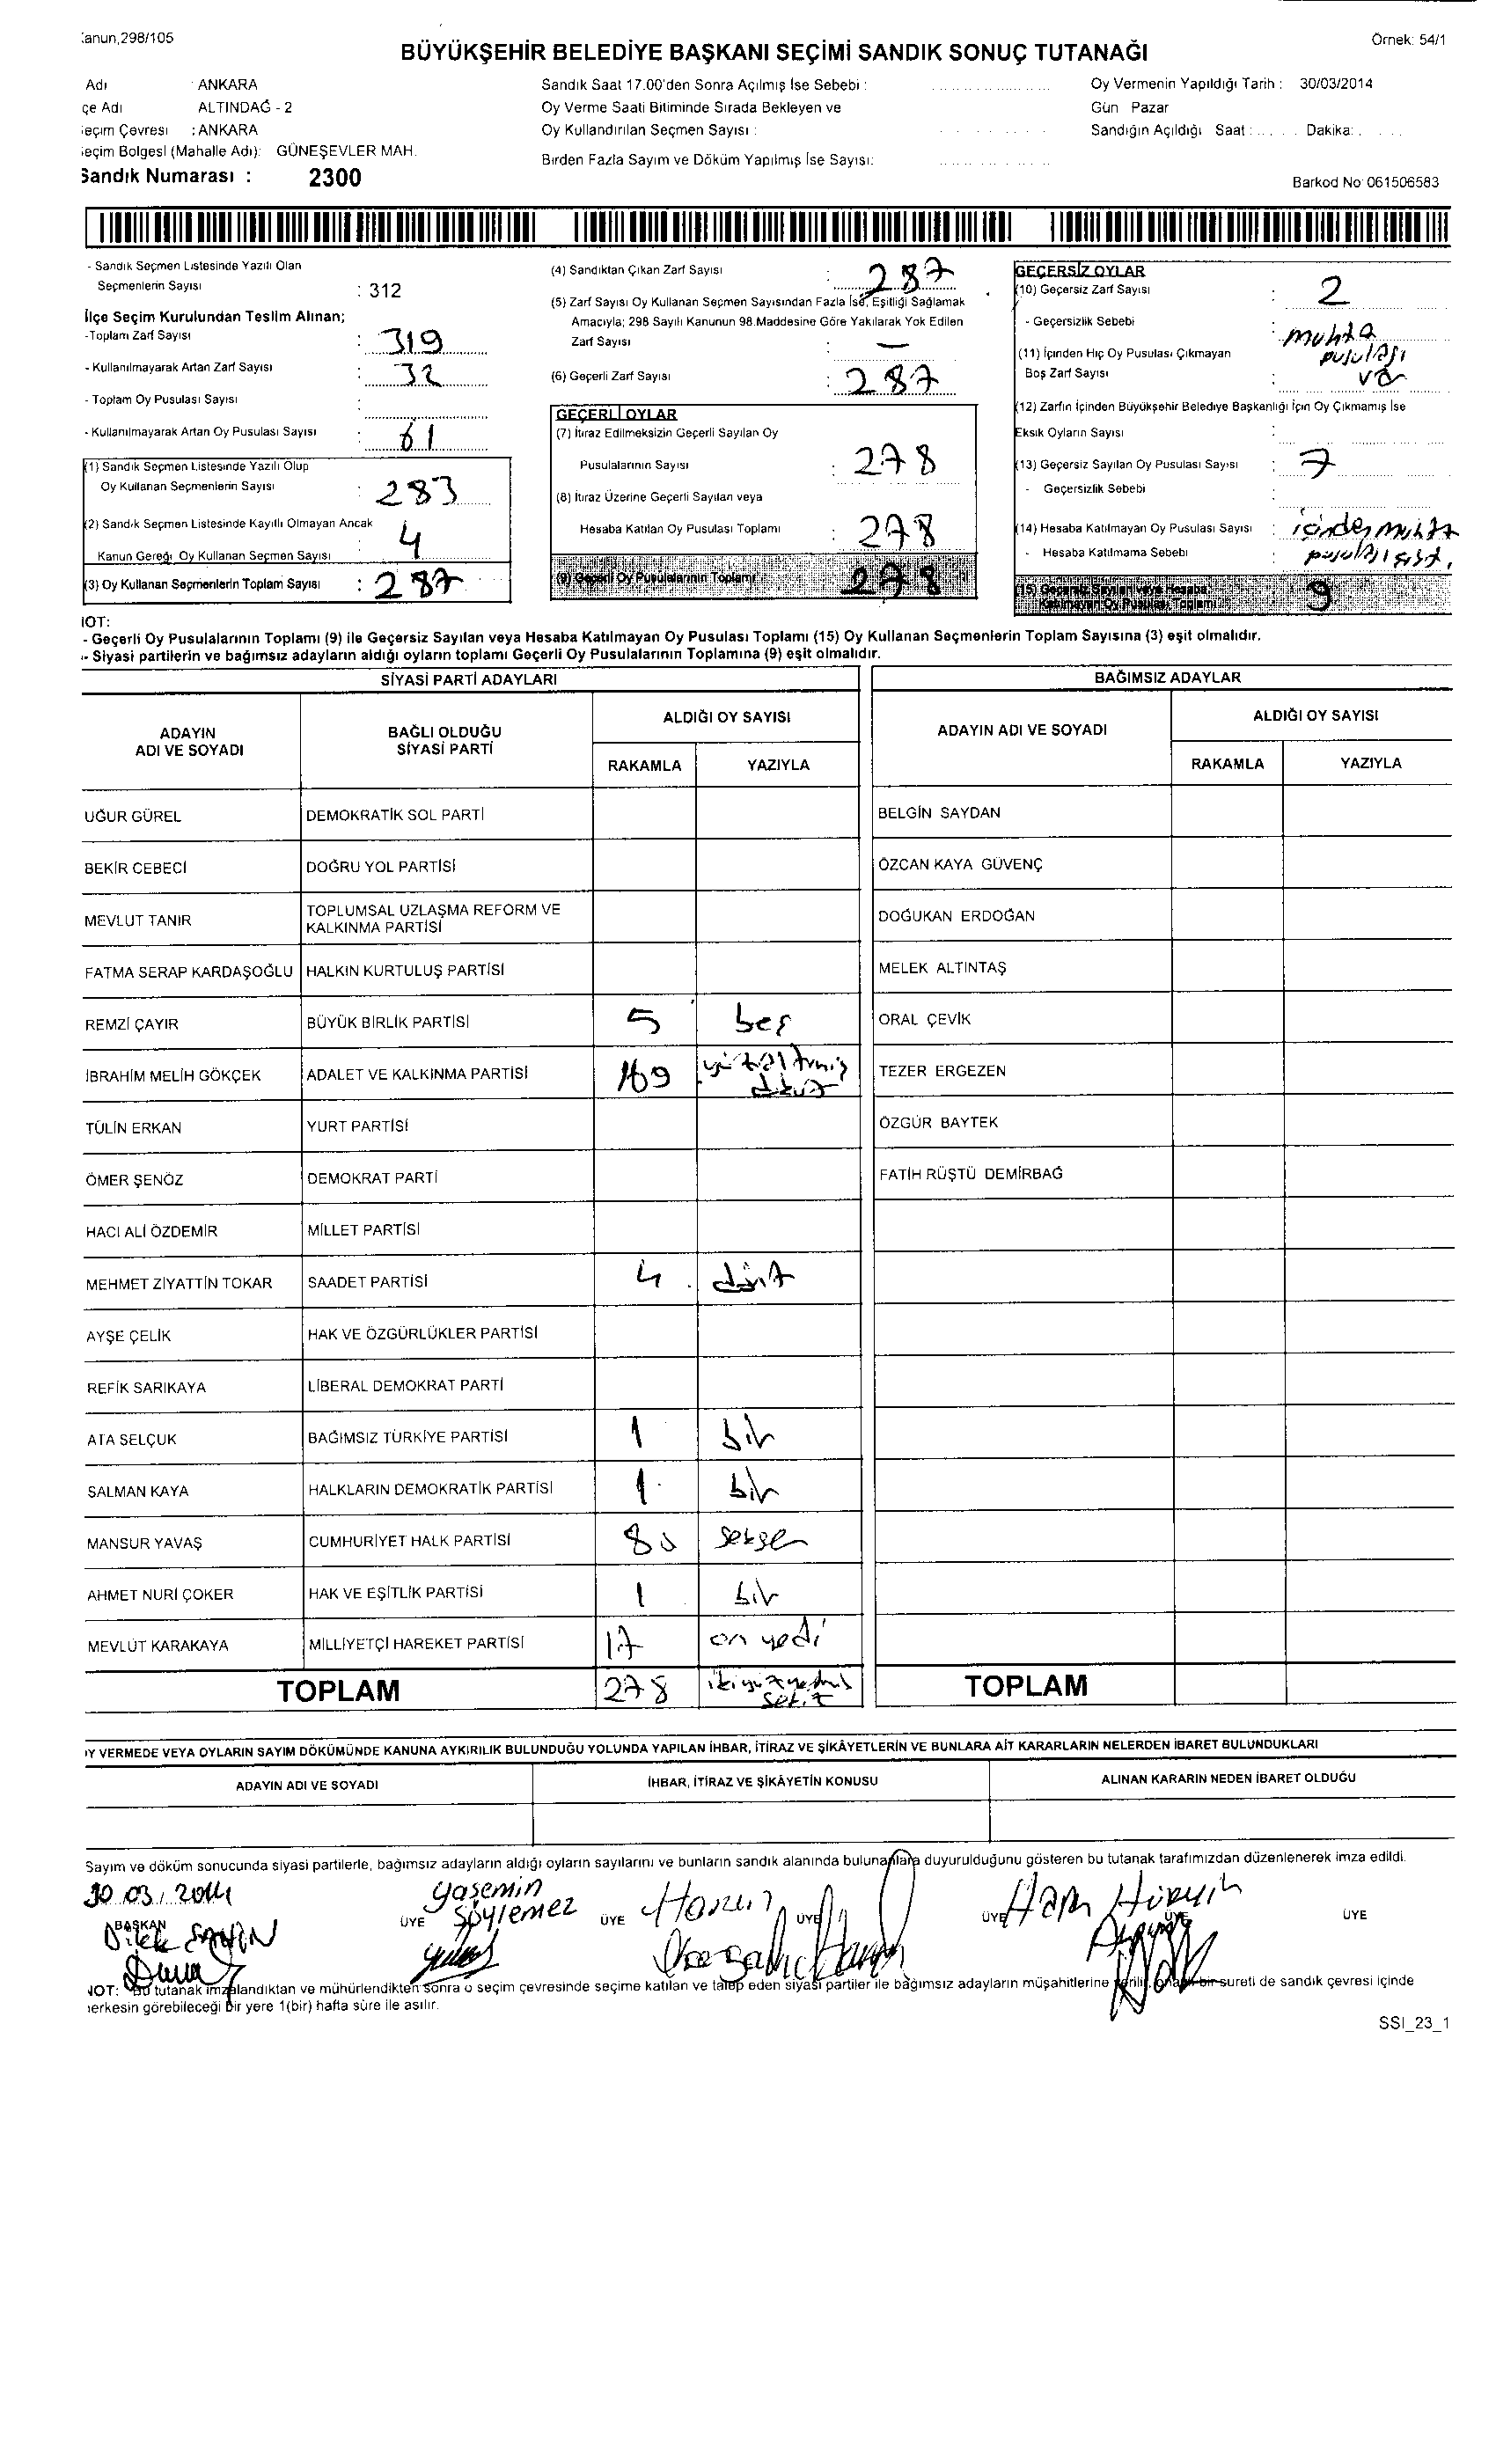 anun,298/105
Örnek: 54/1
BÜYÜKŞEHİR BELEDİYE BAŞKANI SEÇİMİ SANDIK SONUÇ TUTANAĞI
Adı : ANKARA
çe Adı ALTINDAĞ - 2
eçim Çevresi : ANKARA
eçim Bölgesi (Mahalle Adı): GÜNEŞEVLER MAH.
Sandık Numarası : 2300
Sandık Saat 17.00'den Sonra Açılmış İse Sebebi :
Oy Verme Saati Bitiminde Sırada Bekleyen ve
Oy Kullandırılan Seçmen Sayısı :
Birden Fazla Sayım ve Döküm Yapılmış İse Sayısı:
Oy Vermenin Yapıldığı Tarih : 30/03/2014
Gün Pazar
Sandığın Açıldığı Saat : Dakika:
Barkod No: 061506583
- Sandık Seçmen Listesinde Yazılı Olan
Seçmenlerin Sayısı : 312
İlçe Seçim Kurulundan Teslim Alınan;
-Toplam Zarf Sayısı : 319
- Kullanılmayarak Artan Zarf Sayısı : 32
- Toplam Oy Pusulası Sayısı :
- Kullanılmayarak Artan Oy Pusulası Sayısı : 61
(1) Sandık Seçmen Listesinde Yazılı Olup
Oy Kullanan Seçmenlerin Sayısı : 283
(2) Sandık Seçmen Listesinde Kayıtlı Olmayan Ancak
Kanun Gereği Oy Kullanan Seçmen Sayısı : 4
(3) Oy Kullanan Seçmenlerin Toplam Sayısı : 287
(4) Sandıktan Çıkan Zarf Sayısı : 287
(5) Zarf Sayısı Oy Kullanan Seçmen Sayısından Fazla İse, Eşitliği Sağlamak
Amacıyla; 298 Sayılı Kanunun 98.Maddesine Göre Yakılarak Yok Edilen
Zarf Sayısı : —
(6) Geçerli Zarf Sayısı : 287
GEÇERLİ OYLAR
(7) İtiraz Edilmeksizin Geçerli Sayılan Oy
Pusulalarının Sayısı : 278
(8) İtiraz Üzerine Geçerli Sayılan veya
Hesaba Katılan Oy Pusulası Toplamı : 278
(9) Geçerli Oy Pusulalarının Toplamı 278
GEÇERSİZ OYLAR
(10) Geçersiz Zarf Sayısı : 2
- Geçersizlik Sebebi : muhta
pusulası
(11) İçinden Hiç Oy Pusulası Çıkmayan
Boş Zarf Sayısı : var
(12) Zarfın İçinden Büyükşehir Belediye Başkanlığı İçin Oy Çıkmamış İse
Eksik Oyların Sayısı :
(13) Geçersiz Sayılan Oy Pusulası Sayısı : 7
- Geçersizlik Sebebi :
(14) Hesaba Katılmayan Oy Pusulası Sayısı :
- Hesaba Katılmama Sebebi :
(15) Geçersiz Sayılan veya Hesaba
Katılmayan Oy Pusulası Toplamı 9
NOT:
- Geçerli Oy Pusulalarının Toplamı (9) ile Geçersiz Sayılan veya Hesaba Katılmayan Oy Pusulası Toplamı (15) Oy Kullanan Seçmenlerin Toplam Sayısına (3) eşit olmalıdır.
- Siyasi partilerin ve bağımsız adayların aldığı oyların toplamı Geçerli Oy Pusulalarının Toplamına (9) eşit olmalıdır.
SİYASİ PARTİ ADAYLARI
ADAYIN ADI VE SOYADI BAĞLI OLDUĞU SİYASİ PARTİ ALDIĞI OY SAYISI
RAKAMLA YAZIYLA
UĞUR GÜREL DEMOKRATİK SOL PARTİ
BEKİR CEBECİ DOĞRU YOL PARTİSİ
MEVLUT TANIR TOPLUMSAL UZLAŞMA REFORM VE
KALKINMA PARTİSİ
FATMA SERAP KARDAŞOĞLU HALKIN KURTULUŞ PARTİSİ
REMZİ ÇAYIR BÜYÜK BİRLİK PARTİSİ 5 beş
İBRAHİM MELİH GÖKÇEK ADALET VE KALKINMA PARTİSİ 169 yüzaltmış
dokuz
TÜLİN ERKAN YURT PARTİSİ
ÖMER ŞENÖZ DEMOKRAT PARTİ
HACI ALİ ÖZDEMİR MİLLET PARTİSİ
MEHMET ZİYATTİN TOKAR SAADET PARTİSİ 4 dört
AYŞE ÇELİK HAK VE ÖZGÜRLÜKLER PARTİSİ
REFİK SARIKAYA LİBERAL DEMOKRAT PARTİ
ATA SELÇUK BAĞIMSIZ TÜRKİYE PARTİSİ 1 bir
SALMAN KAYA HALKLARIN DEMOKRATİK PARTİSİ 1 bir
MANSUR YAVAŞ CUMHURİYET HALK PARTİSİ 80 seksen
AHMET NURİ ÇOKER HAK VE EŞİTLİK PARTİSİ 1 bir
MEVLÜT KARAKAYA MİLLİYETÇİ HAREKET PARTİSİ 17 on yedi
TOPLAM 278 ikiyüzyetmiş
sekiz
BAĞIMSIZ ADAYLAR
ADAYIN ADI VE SOYADI ALDIĞI OY SAYISI
RAKAMLA YAZIYLA
BELGİN SAYDAN
ÖZCAN KAYA GÜVENÇ
DOĞUKAN ERDOĞAN
MELEK ALTINTAŞ
ORAL ÇEVİK
TEZER ERGEZEN
ÖZGÜR BAYTEK
FATİH RÜŞTÜ DEMİRBAĞ
TOPLAM
Y VERMEDE VEYA OYLARIN SAYIM DÖKÜMÜNDE KANUNA AYKIRILIK BULUNDUĞU YOLUNDA YAPILAN İHBAR, İTİRAZ VE ŞİKÂYETLERİN VE BUNLARA AİT KARARLARIN NELERDEN İBARET BULUNDUKLARI
ADAYIN ADI VE SOYADI İHBAR, İTİRAZ VE ŞİKÂYETİN KONUSU ALINAN KARARIN NEDEN İBARET OLDUĞU
Sayım ve döküm sonucunda siyasi partilerle, bağımsız adayların aldığı oyların sayılarını ve bunların sandık alanında bulunanlara duyurulduğunu gösteren bu tutanak tarafımızdan düzenlenerek imza edildi.
30.03.2014
BAŞKAN ÜYE ÜYE ÜYE ÜYE ÜYE ÜYE
Dilek ŞAHİN Yasemin Söylemez Harun
NOT: Bu tutanak imzalandıktan ve mühürlendikten sonra o seçim çevresinde seçime katılan ve talep eden siyasi partiler ile bağımsız adayların müşahitlerine verilir, onaylı bir sureti de sandık çevresi içinde
herkesin görebileceği bir yere 1(bir) hafta süre ile asılır.
SSI_23_1